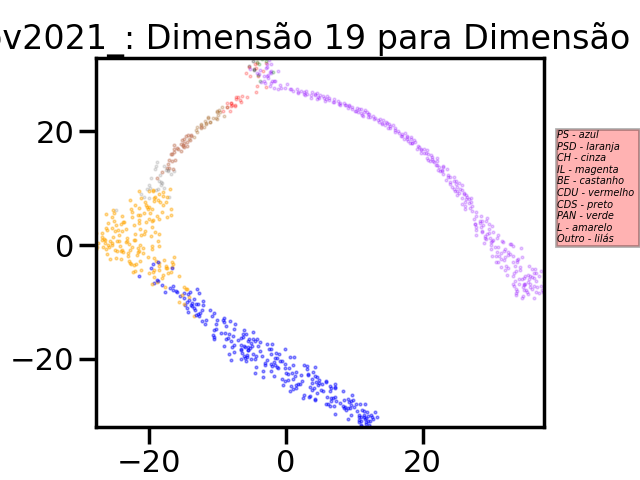 ov2021_: Dimensão 19 para Dimensão
20
0
−20
−20
0
20
PS - azul
PSD - laranja
CH - cinza
IL - magenta
BE - castanho
CDU - vermelho
CDS - preto
PAN - verde
L - amarelo
Outro - lilás